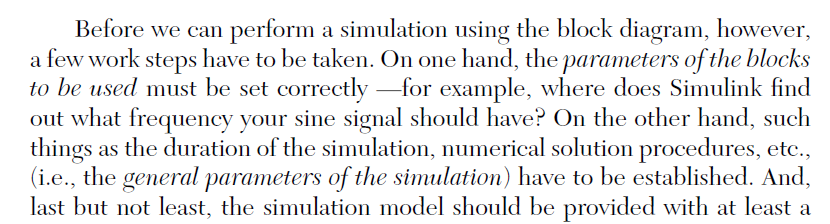 Before we can perform a simulation using the block diagram, however,
a few work steps have to be taken. On one hand, the parameters of the blocks
to be used must be set correctly —for example, where does Simulink find
out what frequency your sine signal should have? On the other hand, such
things as the duration of the simulation, numerical solution procedures, etc.,
(i.e., the general parameters of the simulation) have to be established. And,
last but not least, the simulation model should be provided with at least a